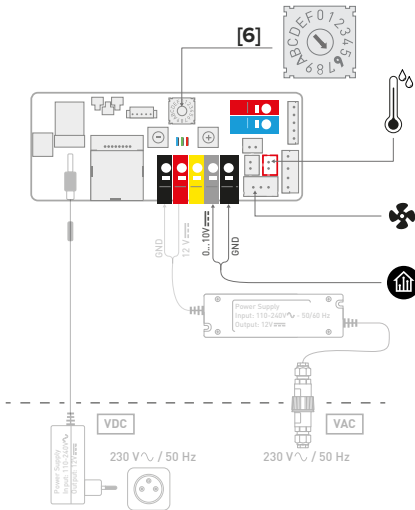 [6]
0 1 2 3 4 5 6 7 8 9 A B C D E F
GND
12 V⎓
0...10V⎓
GND
Power Supply
Input: 110-240V∿ - 50/60 Hz
Output: 12V⎓
VDC
VAC
Power Supply
Input: 110-240V∿
Output: 12V⎓
230 V∿ / 50 Hz
230 V∿ / 50 Hz